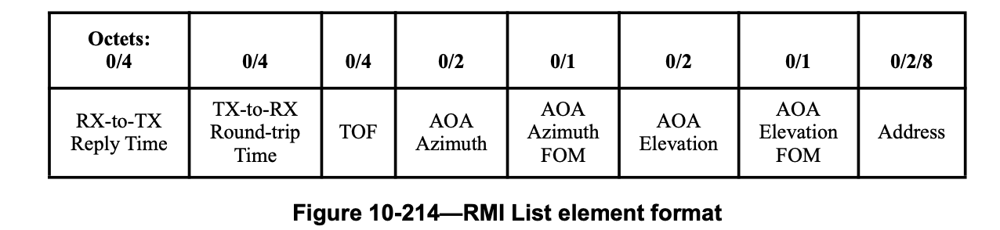 Octets:
0/4 0/4 0/4 0/2 0/1 0/2 0/1 0/2/8
RX-to-TX
Reply Time
TX-to-RX
Round-trip
Time
TOF
AOA
Azimuth
AOA
Azimuth
FOM
AOA
Elevation
AOA
Elevation
FOM
Address
Figure 10-214—RMI List element format